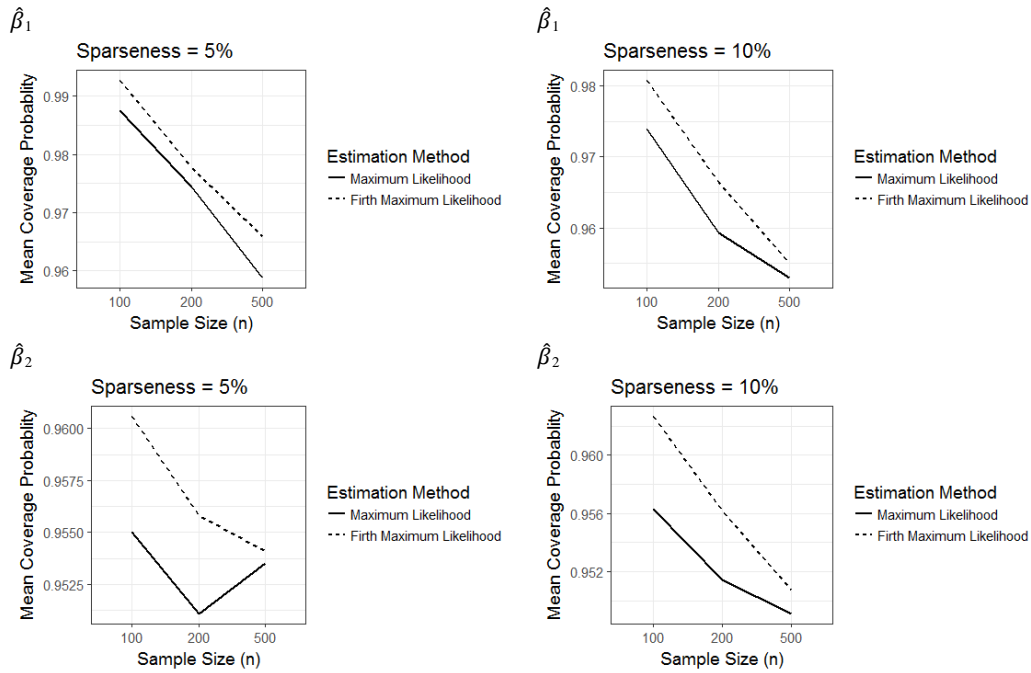 β̂₁
Sparseness = 5%
Mean Coverage Probablity
0.99
0.98
0.97
0.96
100 200 500
Sample Size (n)
Estimation Method
Maximum Likelihood
Firth Maximum Likelihood
β̂₁
Sparseness = 10%
Mean Coverage Probablity
0.98
0.97
0.96
100 200 500
Sample Size (n)
Estimation Method
Maximum Likelihood
Firth Maximum Likelihood
β̂₂
Sparseness = 5%
Mean Coverage Probablity
0.9600
0.9575
0.9550
0.9525
100 200 500
Sample Size (n)
Estimation Method
Maximum Likelihood
Firth Maximum Likelihood
β̂₂
Sparseness = 10%
Mean Coverage Probablity
0.960
0.956
0.952
100 200 500
Sample Size (n)
Estimation Method
Maximum Likelihood
Firth Maximum Likelihood